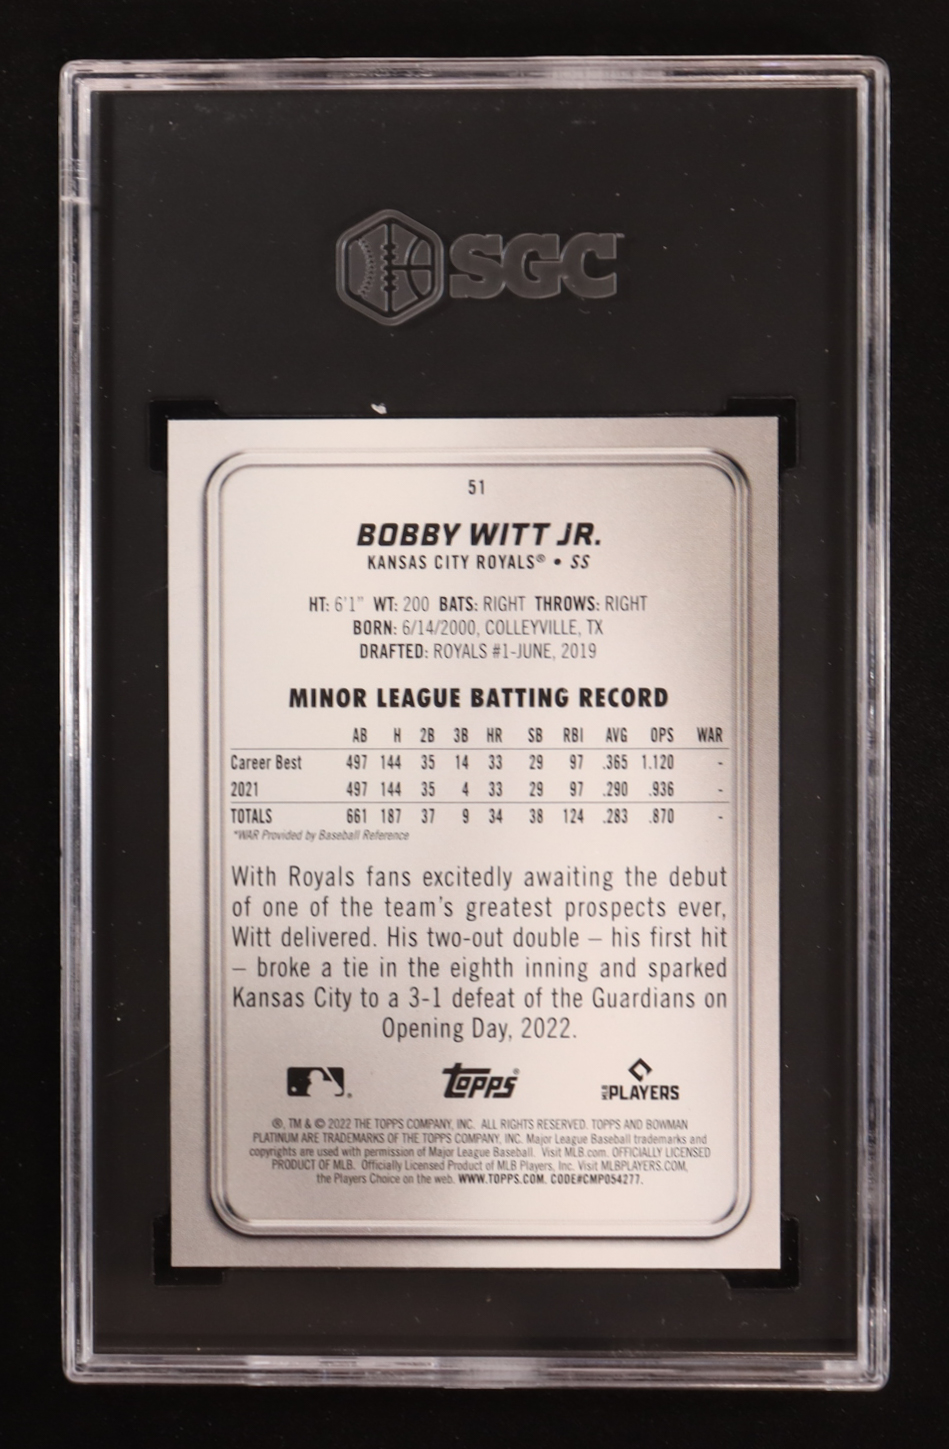 SGC
51
BOBBY WITT JR.
KANSAS CITY ROYALS® • SS
HT: 6'1" WT: 200 BATS: RIGHT THROWS: RIGHT
BORN: 6/14/2000, COLLEYVILLE, TX
DRAFTED: ROYALS #1-JUNE, 2019
MINOR LEAGUE BATTING RECORD
AB H 2B 3B HR SB RBI AVG OPS WAR
Career Best 497 144 35 14 33 29 97 .365 1.120 -
2021 497 144 35 4 33 29 97 .290 .936 -
TOTALS 661 187 37 9 34 38 124 .283 .870 -
*WAR Provided by Baseball Reference
With Royals fans excitedly awaiting the debut
of one of the team's greatest prospects ever,
Witt delivered. His two-out double – his first hit
– broke a tie in the eighth inning and sparked
Kansas City to a 3-1 defeat of the Guardians on
Opening Day, 2022.
Topps® MLB PLAYERS
®, TM & © 2022 THE TOPPS COMPANY, INC. ALL RIGHTS RESERVED. TOPPS AND BOWMAN
PLATINUM ARE TRADEMARKS OF THE TOPPS COMPANY, INC. Major League Baseball trademarks and
copyrights are used with permission of Major League Baseball. Visit MLB.com. OFFICIALLY LICENSED
PRODUCT OF MLB. Officially Licensed Product of MLB Players, Inc. Visit MLBPLAYERS.COM,
the Players Choice on the web. WWW.TOPPS.COM. CODE#CMP054277.